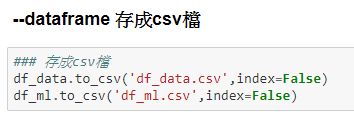 --dataframe 存成csv檔
### 存成csv檔
df_data.to_csv('df_data.csv',index=False)
df_ml.to_csv('df_ml.csv',index=False)